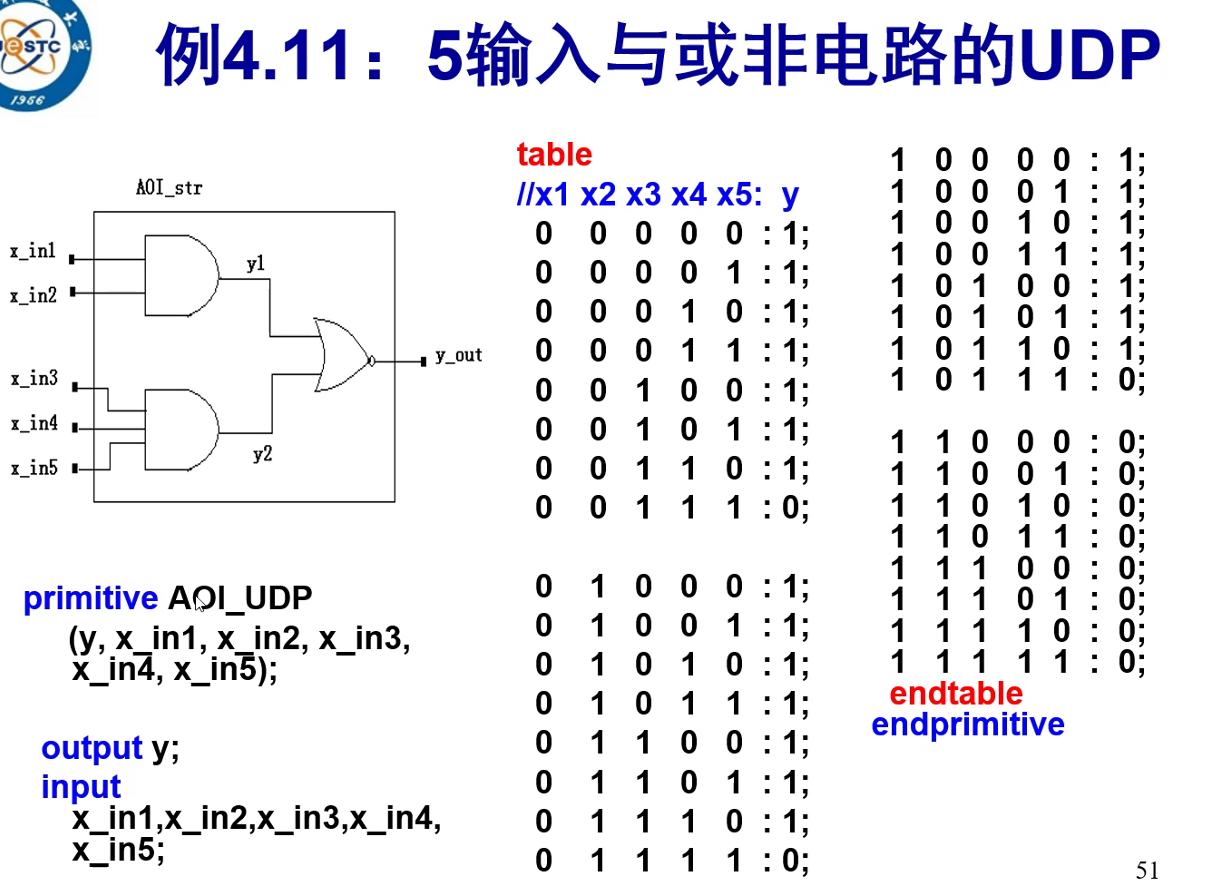 例4.11：5输入与或非电路的UDP
STC
1956
AOI_str
x_in1
x_in2
y1
x_in3
x_in4
x_in5
y2
y_out
primitive AOI_UDP
(y, x_in1, x_in2, x_in3,
x_in4, x_in5);
output y;
input
x_in1,x_in2,x_in3,x_in4,
x_in5;
table
//x1 x2 x3 x4 x5: y
0 0 0 0 0 : 1;
0 0 0 0 1 : 1;
0 0 0 1 0 : 1;
0 0 0 1 1 : 1;
0 0 1 0 0 : 1;
0 0 1 0 1 : 1;
0 0 1 1 0 : 1;
0 0 1 1 1 : 0;
0 1 0 0 0 : 1;
0 1 0 0 1 : 1;
0 1 0 1 0 : 1;
0 1 0 1 1 : 1;
0 1 1 0 0 : 1;
0 1 1 0 1 : 1;
0 1 1 1 0 : 1;
0 1 1 1 1 : 0;
1 0 0 0 0 : 1;
1 0 0 0 1 : 1;
1 0 0 1 0 : 1;
1 0 0 1 1 : 1;
1 0 1 0 0 : 1;
1 0 1 0 1 : 1;
1 0 1 1 0 : 1;
1 0 1 1 1 : 0;
1 1 0 0 0 : 0;
1 1 0 0 1 : 0;
1 1 0 1 0 : 0;
1 1 0 1 1 : 0;
1 1 1 0 0 : 0;
1 1 1 0 1 : 0;
1 1 1 1 0 : 0;
1 1 1 1 1 : 0;
endtable
endprimitive
51